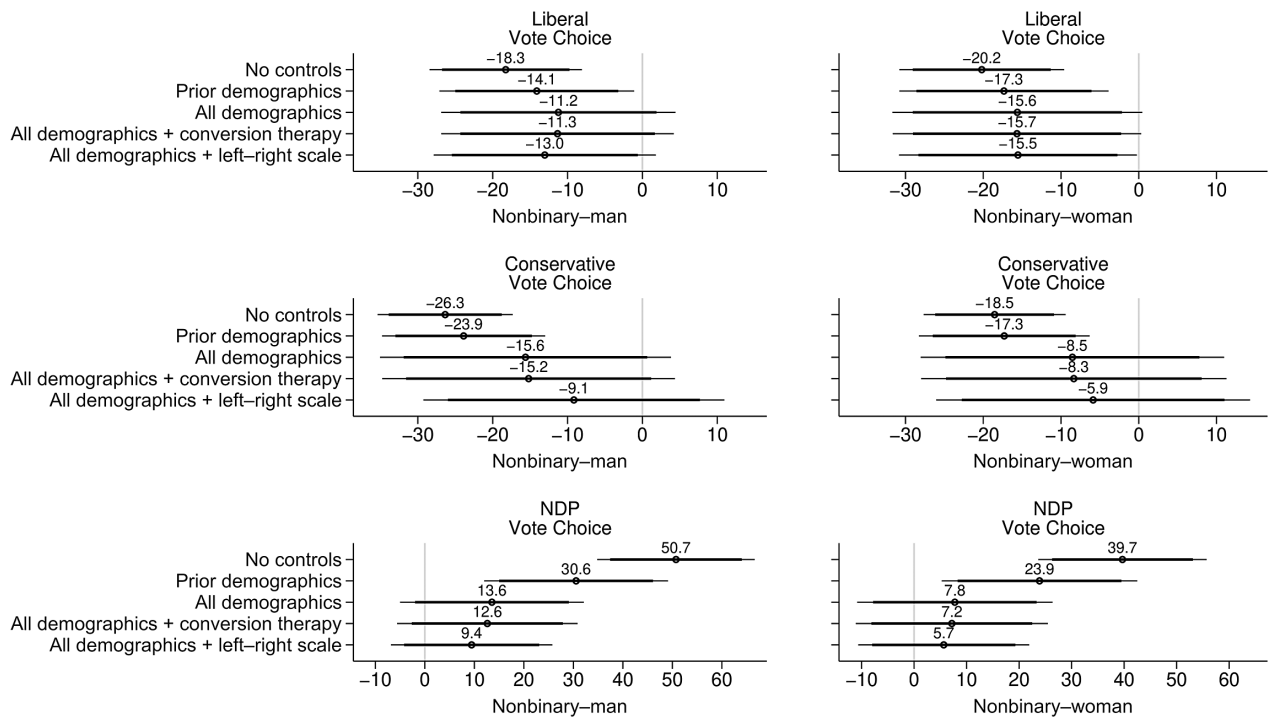 Liberal
Vote Choice
Liberal
Vote Choice
No controls
−18.3
−20.2
Prior demographics
−14.1
−17.3
All demographics
−11.2
−15.6
All demographics + conversion therapy
−11.3
−15.7
All demographics + left–right scale
−13.0
−15.5
−30 −20 −10 0 10
−30 −20 −10 0 10
Nonbinary–man
Nonbinary–woman
Conservative
Vote Choice
Conservative
Vote Choice
No controls
−26.3
−18.5
Prior demographics
−23.9
−17.3
All demographics
−15.6
−8.5
All demographics + conversion therapy
−15.2
−8.3
All demographics + left–right scale
−9.1
−5.9
−30 −20 −10 0 10
−30 −20 −10 0 10
Nonbinary–man
Nonbinary–woman
NDP
Vote Choice
NDP
Vote Choice
No controls
50.7
39.7
Prior demographics
30.6
23.9
All demographics
13.6
7.8
All demographics + conversion therapy
12.6
7.2
All demographics + left–right scale
9.4
5.7
−10 0 10 20 30 40 50 60
−10 0 10 20 30 40 50 60
Nonbinary–man
Nonbinary–woman